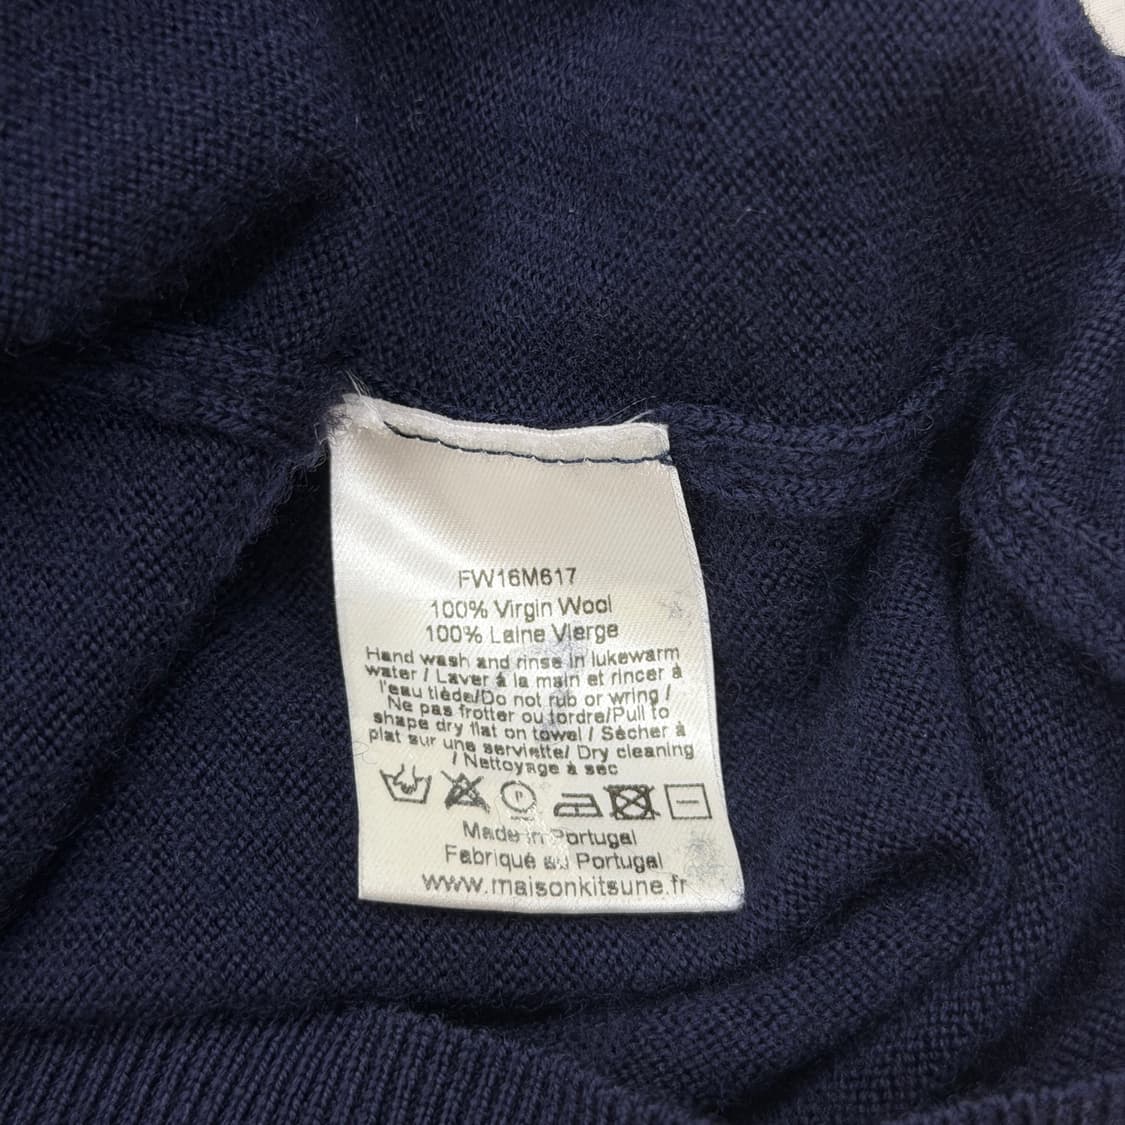 FW16M617
100% Virgin Wool
100% Laine Vierge
Hand wash and rinse in lukewarm
water / Laver à la main et rincer à
l'eau tiède/Do not rub or wring /
Ne pas frotter ou tordre/Pull to
shape dry flat on towel / Sécher à
plat sur une serviette/ Dry cleaning
/ Nettoyage à sec
P
Made in Portugal
Fabriqué au Portugal
www.maisonkitsune.fr